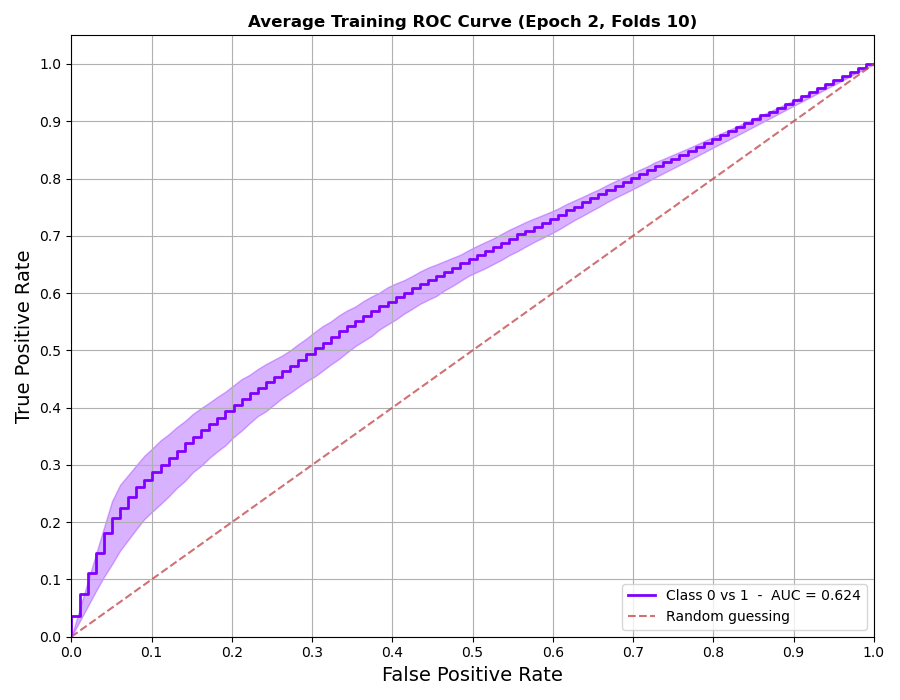 Average Training ROC Curve (Epoch 2, Folds 10)
True Positive Rate
1.0
0.9
0.8
0.7
0.6
0.5
0.4
0.3
0.2
0.1
0.0
Class 0 vs 1 - AUC = 0.624
Random guessing
0.0 0.1 0.2 0.3 0.4 0.5 0.6 0.7 0.8 0.9 1.0
False Positive Rate